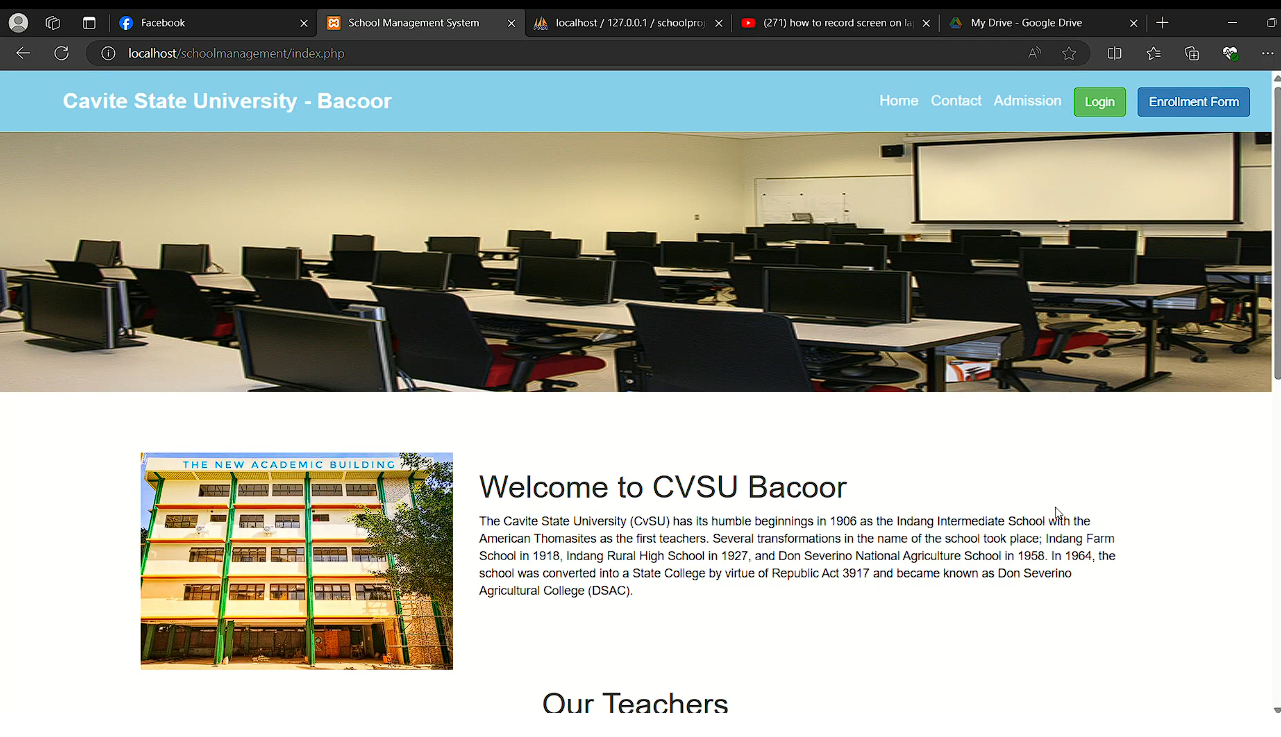 Facebook
School Management System
localhost / 127.0.0.1 / schoolproj
(271) how to record screen on la
My Drive - Google Drive
localhost/schoolmanagement/index.php
Cavite State University - Bacoor
Home Contact Admission Login Enrollment Form
THE NEW ACADEMIC BUILDING
Welcome to CVSU Bacoor
The Cavite State University (CvSU) has its humble beginnings in 1906 as the Indang Intermediate School with the
American Thomasites as the first teachers. Several transformations in the name of the school took place; Indang Farm
School in 1918, Indang Rural High School in 1927, and Don Severino National Agriculture School in 1958. In 1964, the
school was converted into a State College by virtue of Republic Act 3917 and became known as Don Severino
Agricultural College (DSAC).
Our Teachers